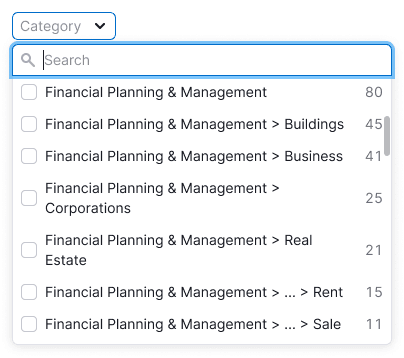 Category
Search
Financial Planning & Management 80
Financial Planning & Management > Buildings 45
Financial Planning & Management > Business 41
Financial Planning & Management >
Corporations 25
Financial Planning & Management > Real
Estate 21
Financial Planning & Management > ... > Rent 15
Financial Planning & Management > ... > Sale 11